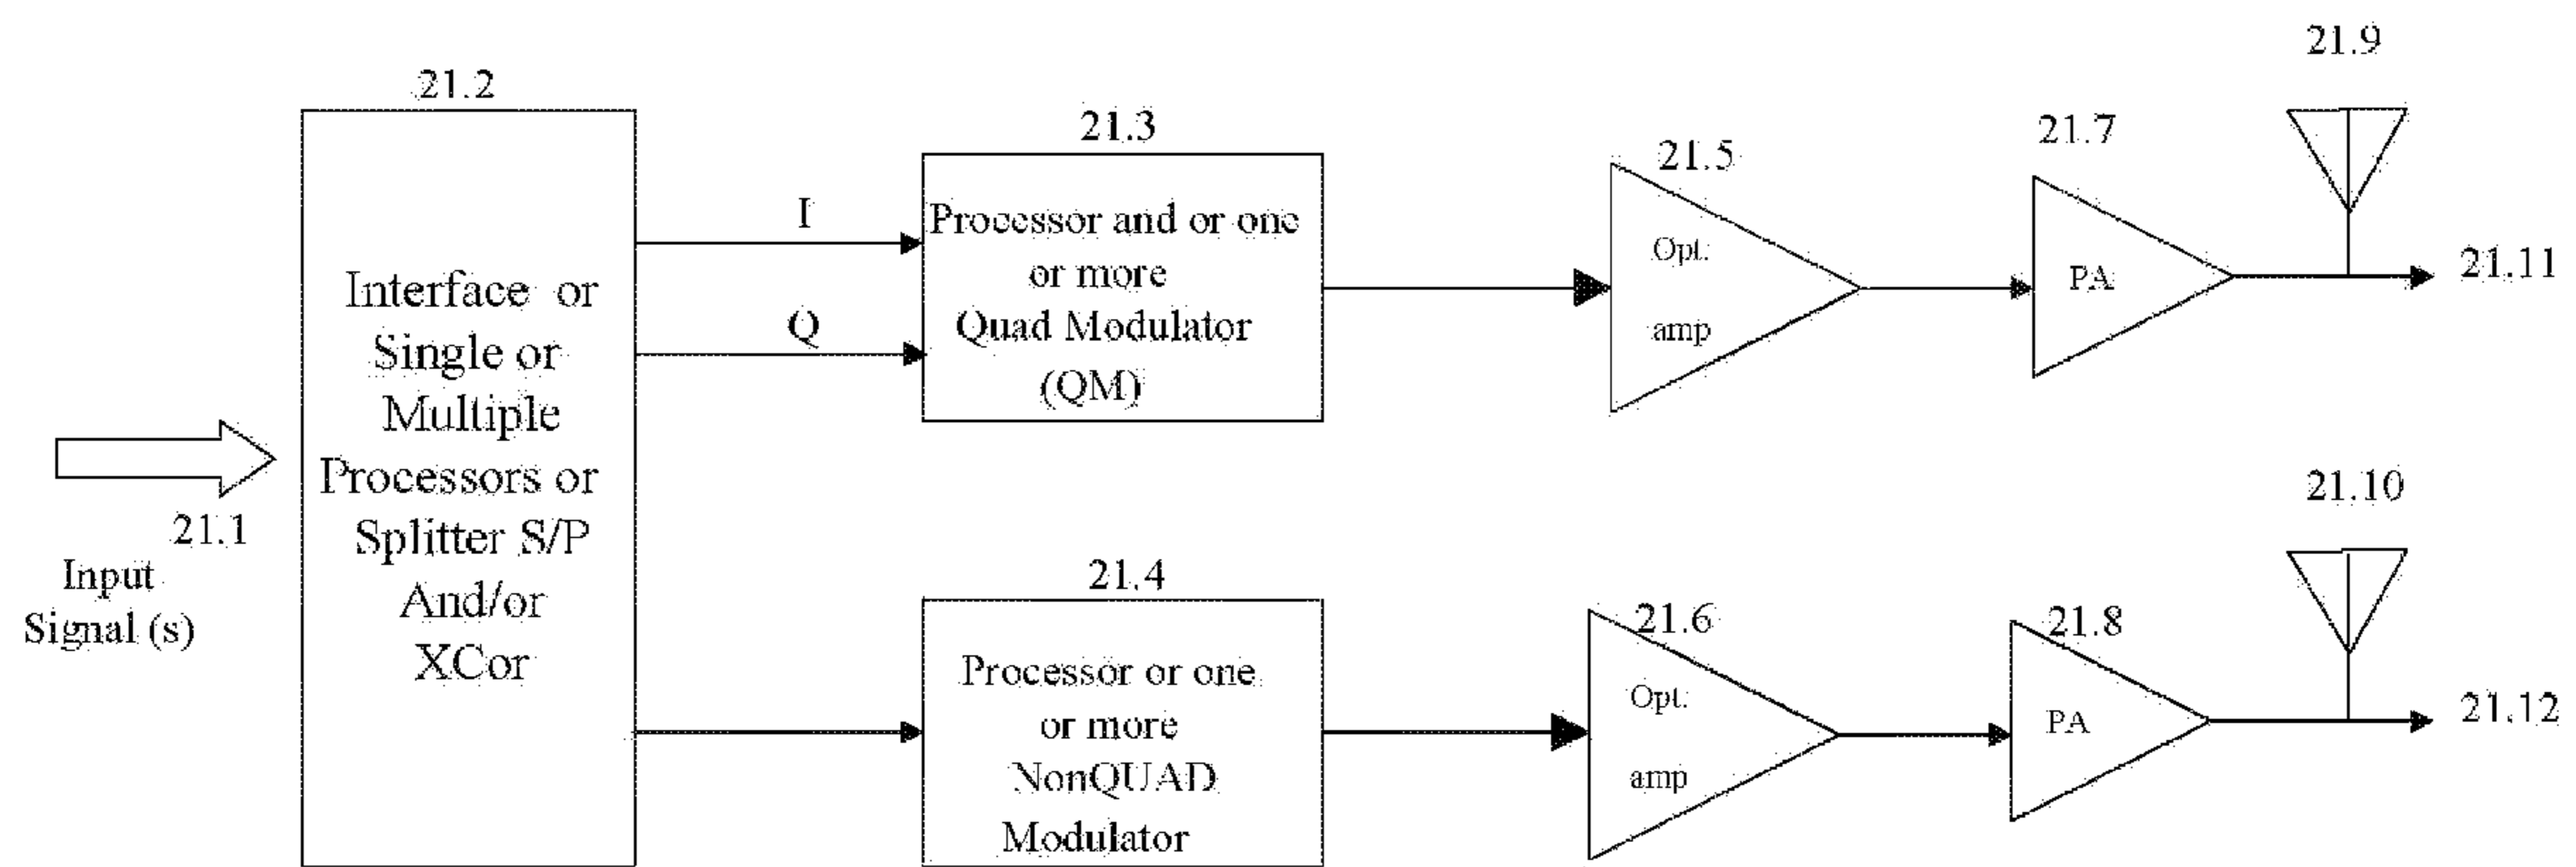 21.1
Input
Signal (s)
21.2
Interface or
Single or
Multiple
Processors or
Splitter S/P
And/or
XCor
I
Q
21.3
Processor and or one
or more
Quad Modulator
(QM)
21.5
Opt.
amp
21.7
PA
21.9
21.11
21.4
Processor or one
or more
NonQUAD
Modulator
21.6
Opt.
amp
21.8
PA
21.10
21.12